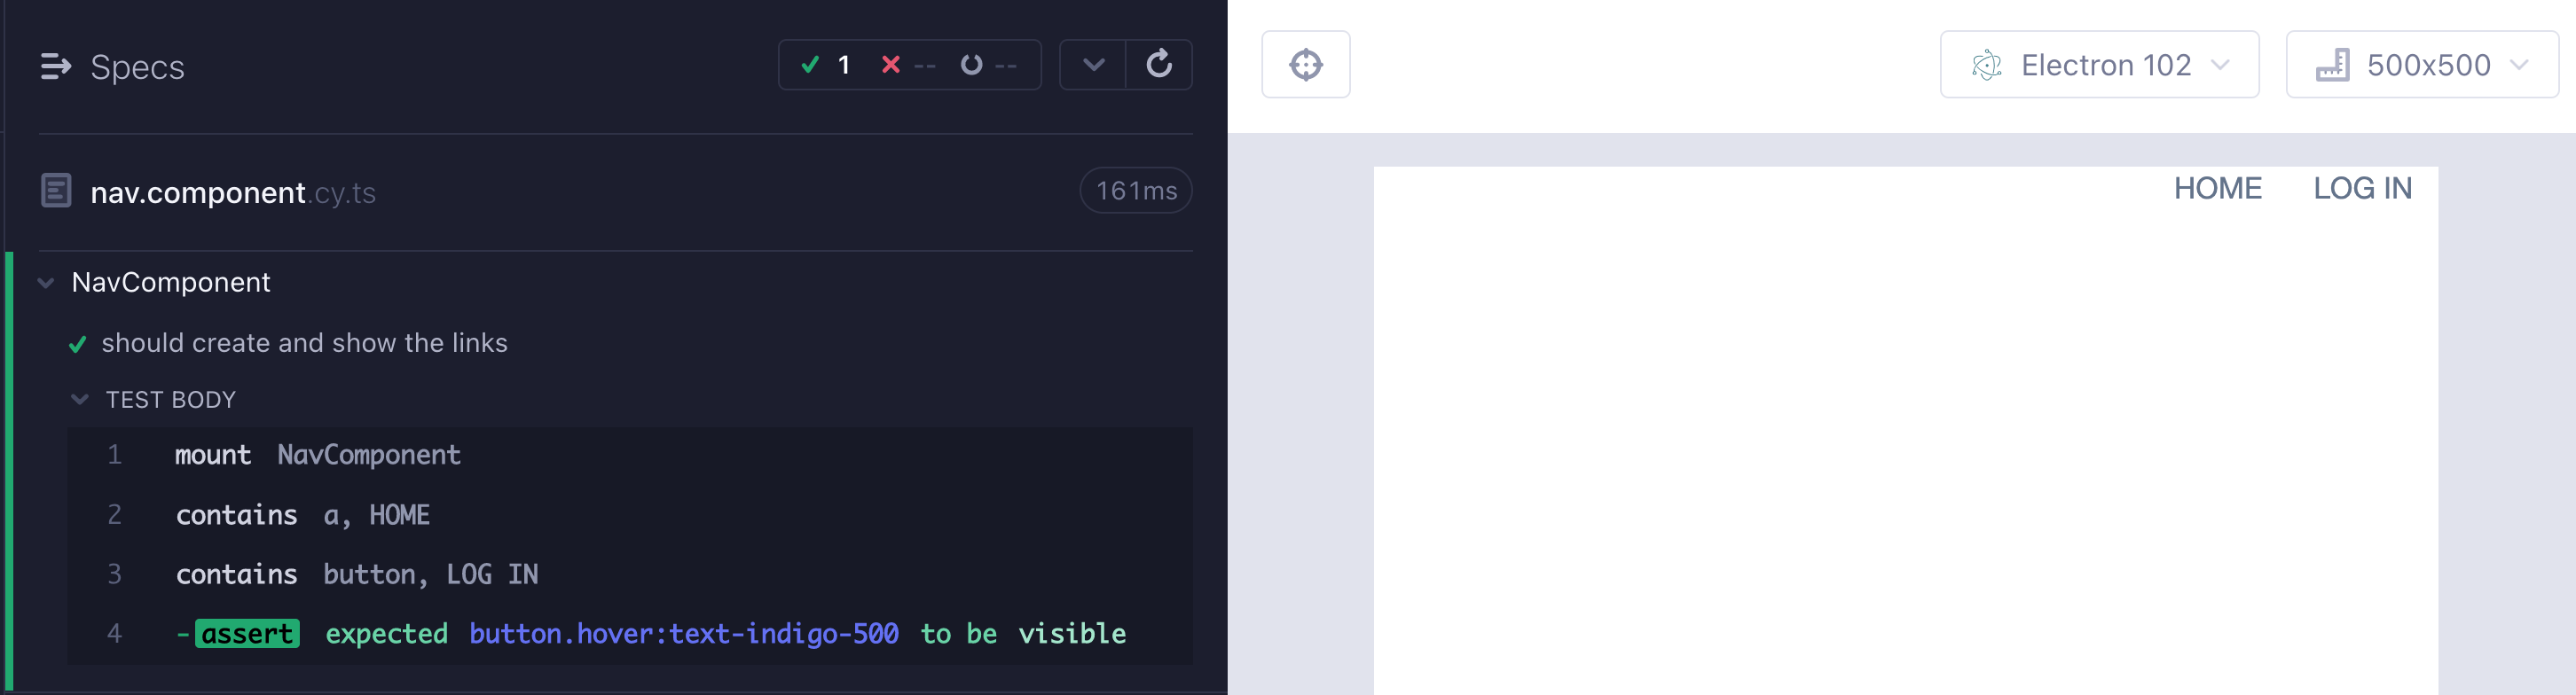 Specs
1 -- --
Electron 102
500x500
nav.component.cy.ts
161ms
HOME LOG IN
NavComponent
should create and show the links
TEST BODY
1 mount NavComponent
2 contains a, HOME
3 contains button, LOG IN
4 -assert expected button.hover:text-indigo-500 to be visible